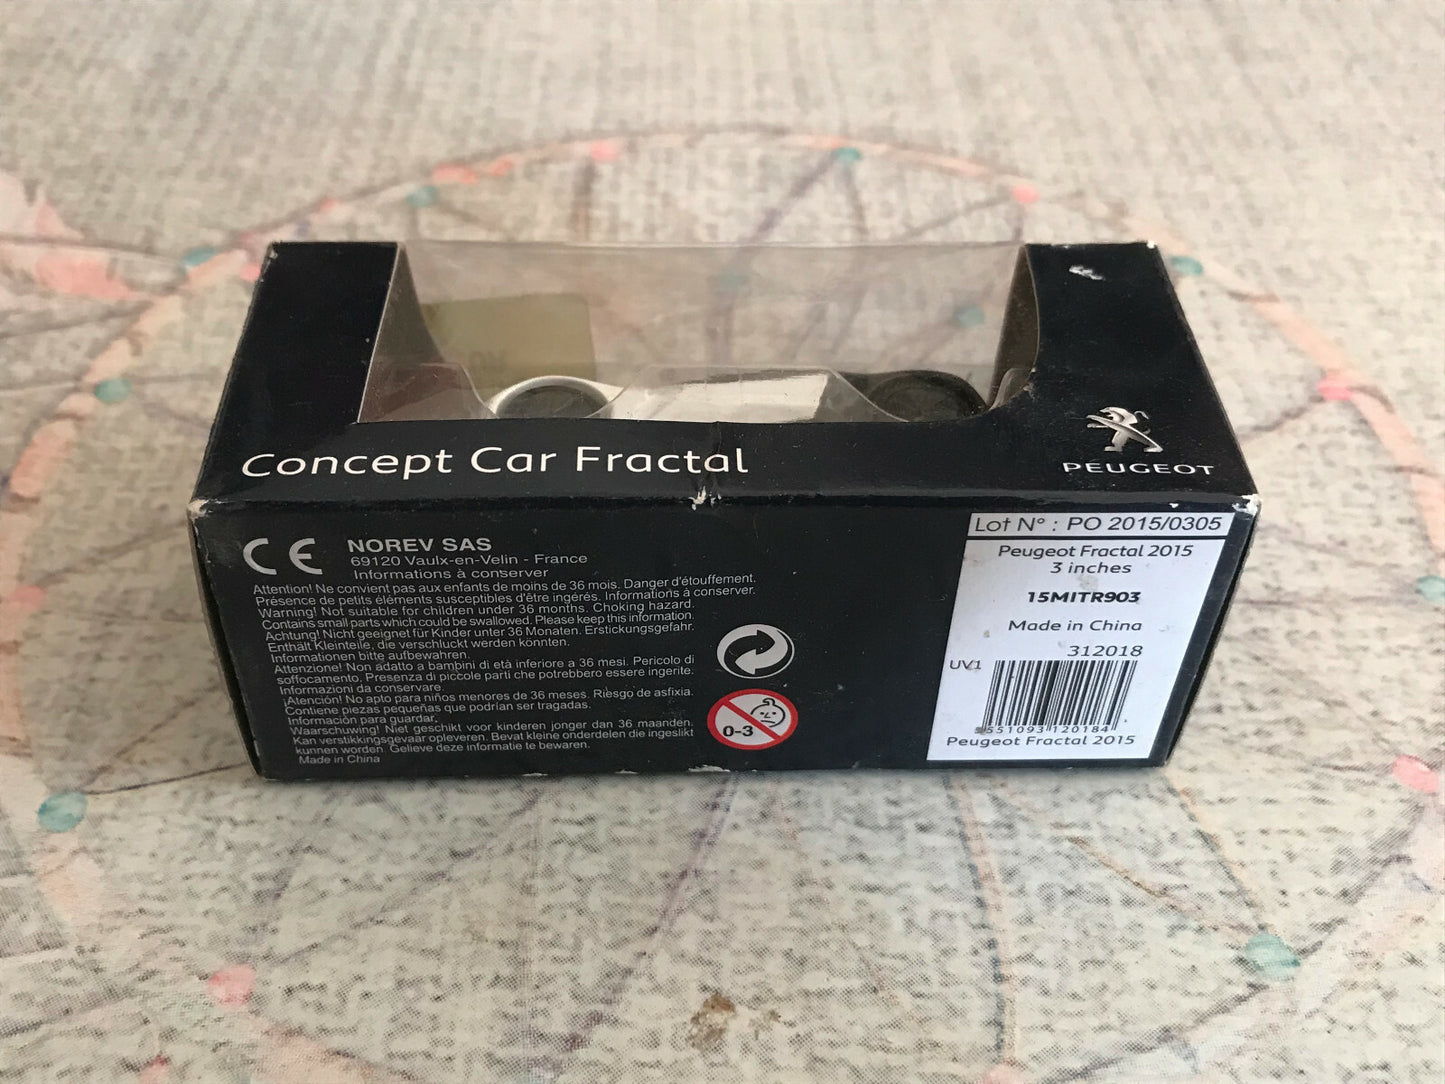 Concept Car Fractal
PEUGEOT
CE
NOREV SAS
69120 Vaulx-en-Velin - France
Informations à conserver
Attention! Ne convient pas aux enfants de moins de 36 mois. Danger d'étouffement.
Présence de petits éléments susceptibles d'être ingérés. Informations à conserver.
Warning! Not suitable for children under 36 months. Choking hazard.
Contains small parts which could be swallowed. Please keep this information.
Achtung! Nicht geeignet für Kinder unter 36 Monaten. Erstickungsgefahr.
Enthält Kleinteile, die verschluckt werden könnten.
Informationen bitte aufbewahren.
Attenzione! Non adatto a bambini di età inferiore a 36 mesi. Pericolo di
soffocamento. Presenza di piccole parti che potrebbero essere ingerite.
Informazioni da conservare.
¡Atención! No apto para niños menores de 36 meses. Riesgo de asfixia.
Contiene piezas pequeñas que podrían ser tragadas.
Información para guardar.
Waarschuwing! Niet geschikt voor kinderen jonger dan 36 maanden.
Kan verstikkingsgevaar opleveren. Bevat kleine onderdelen die ingeslikt
kunnen worden. Gelieve deze informatie te bewaren.
Made in China
0-3
Lot N° : PO 2015/0305
Peugeot Fractal 2015
3 inches
15MITR903
Made in China
312018
UV1
3551093120184
Peugeot Fractal 2015